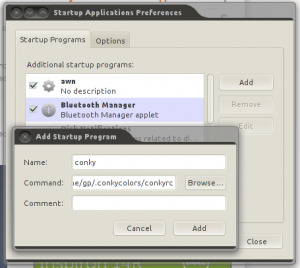 Startup Applications Preferences
Startup Programs
Options
Additional startup programs:
awn
No description
Add
Bluetooth Manager
Bluetooth Manager applet
Remove
Edit
Add Startup Program
Name:
conky
Command:
e/gp/.conkycolors/conkyrc
Browse...
Comment:
Cancel
Add
Close